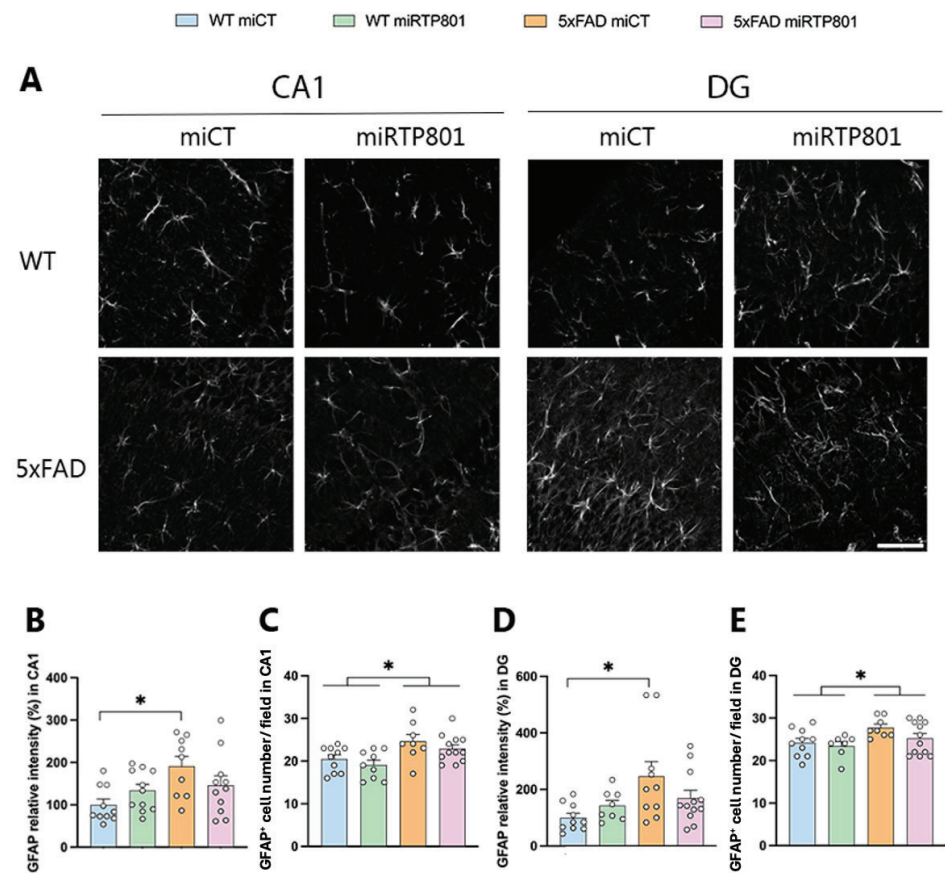 WT miCT WT miRTP801 5xFAD miCT 5xFAD miRTP801
A
CA1 DG
miCT miRTP801 miCT miRTP801
WT
5xFAD
B
GFAP relative intensity (%) in CA1
400
300
200
100
0
*
C
GFAP⁺ cell number/ field in CA1
40
30
20
10
0
*
D
GFAP relative intensity (%) in DG
600
400
200
0
*
E
GFAP⁺ cell number/ field in DG
40
30
20
10
0
*